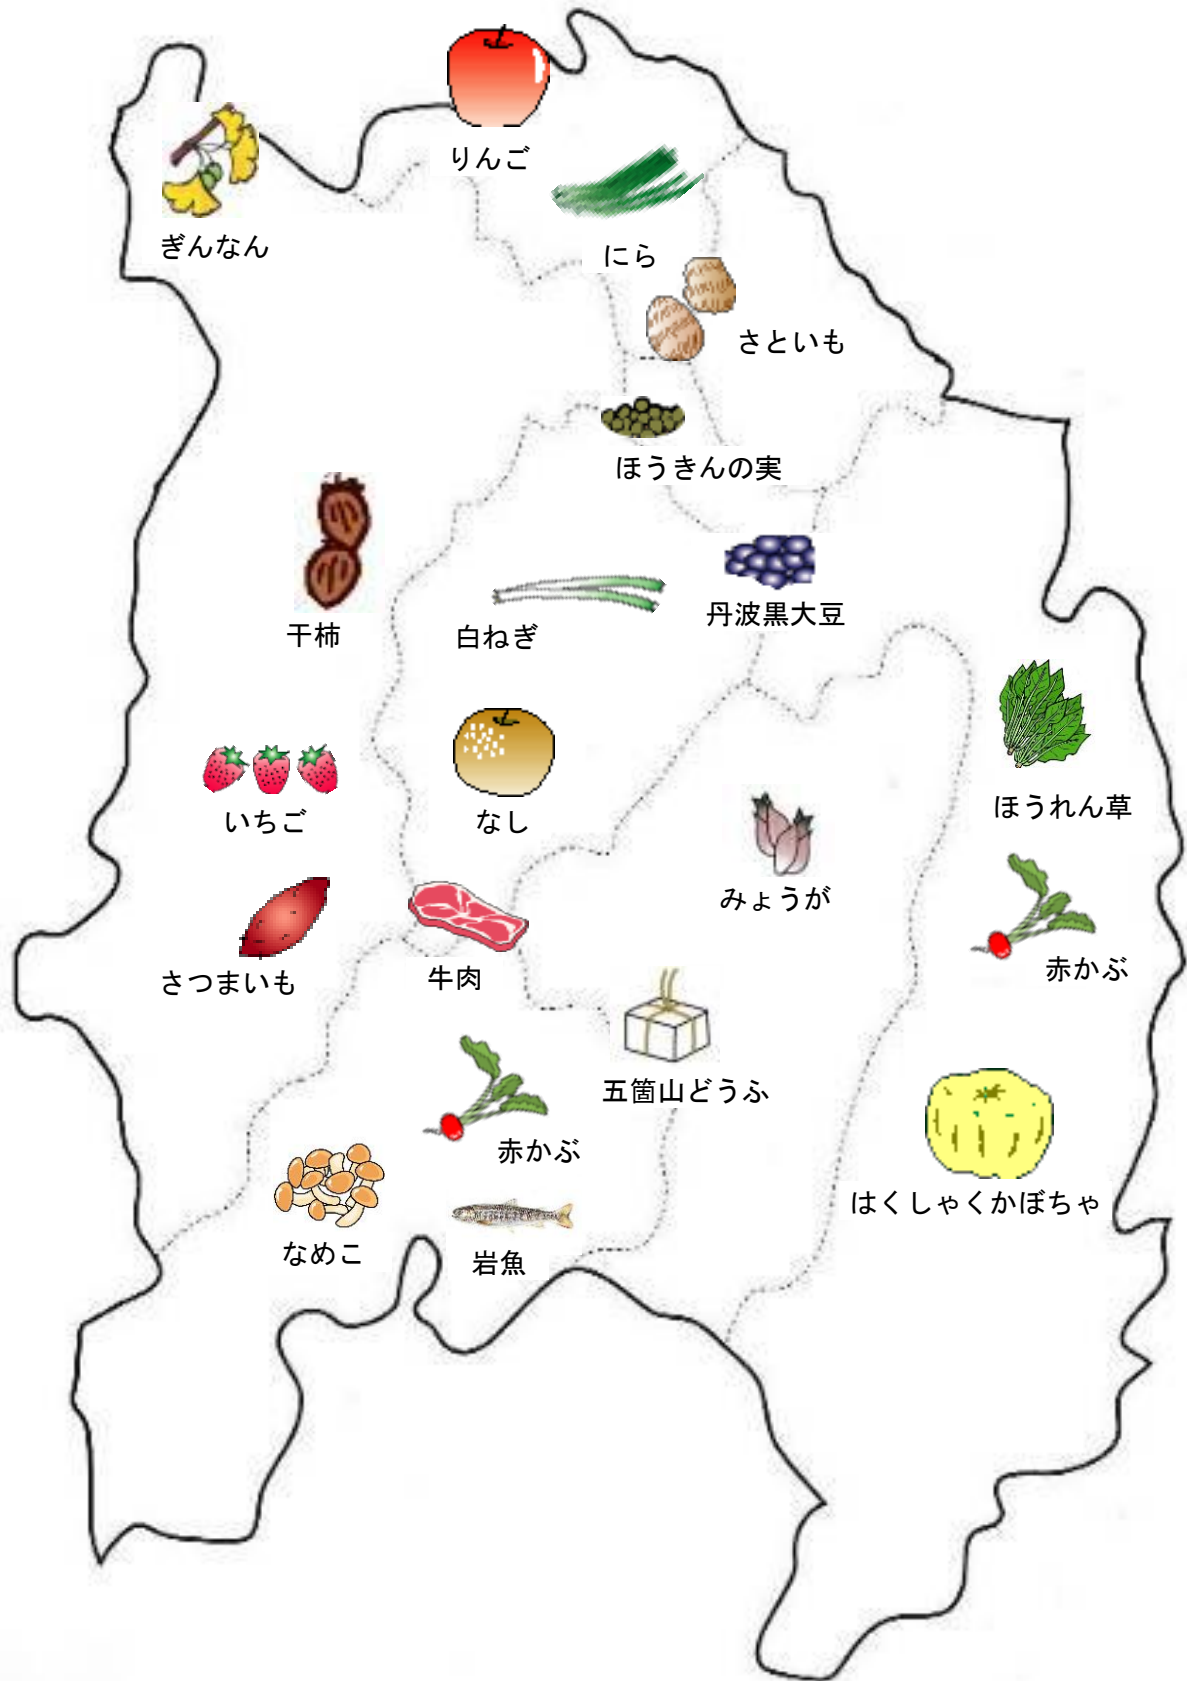 りんご
ぎんなん
にら
さといも
ほうきんの実
丹波黒大豆
干柿
白ねぎ
ほうれん草
いちご
なし
みょうが
赤かぶ
さつまいも
牛肉
五箇山どうふ
赤かぶ
はくしゃくかぼちゃ
なめこ
岩魚